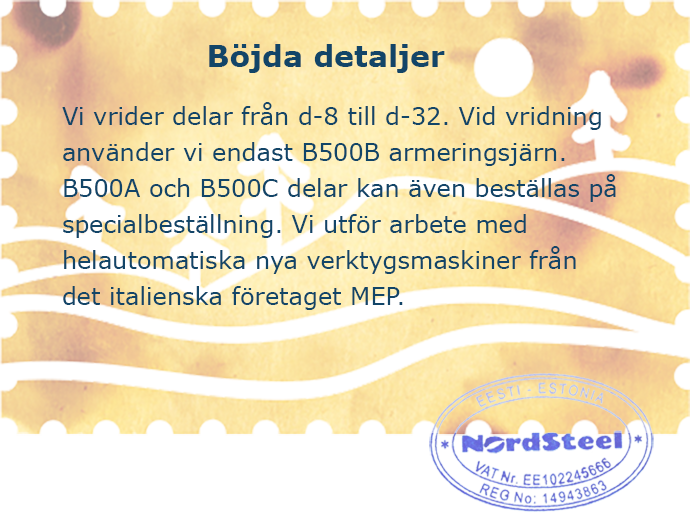 Böjda detaljer
Vi vrider delar från d-8 till d-32. Vid vridning
använder vi endast B500B armeringsjärn.
B500A och B500C delar kan även beställas på
specialbeställning. Vi utför arbete med
helautomatiska nya verktygsmaskiner från
det italienska företaget MEP.
EESTI - ESTONIA
* NordSteel *
VAT Nr. EE102245666
REG No: 14943863